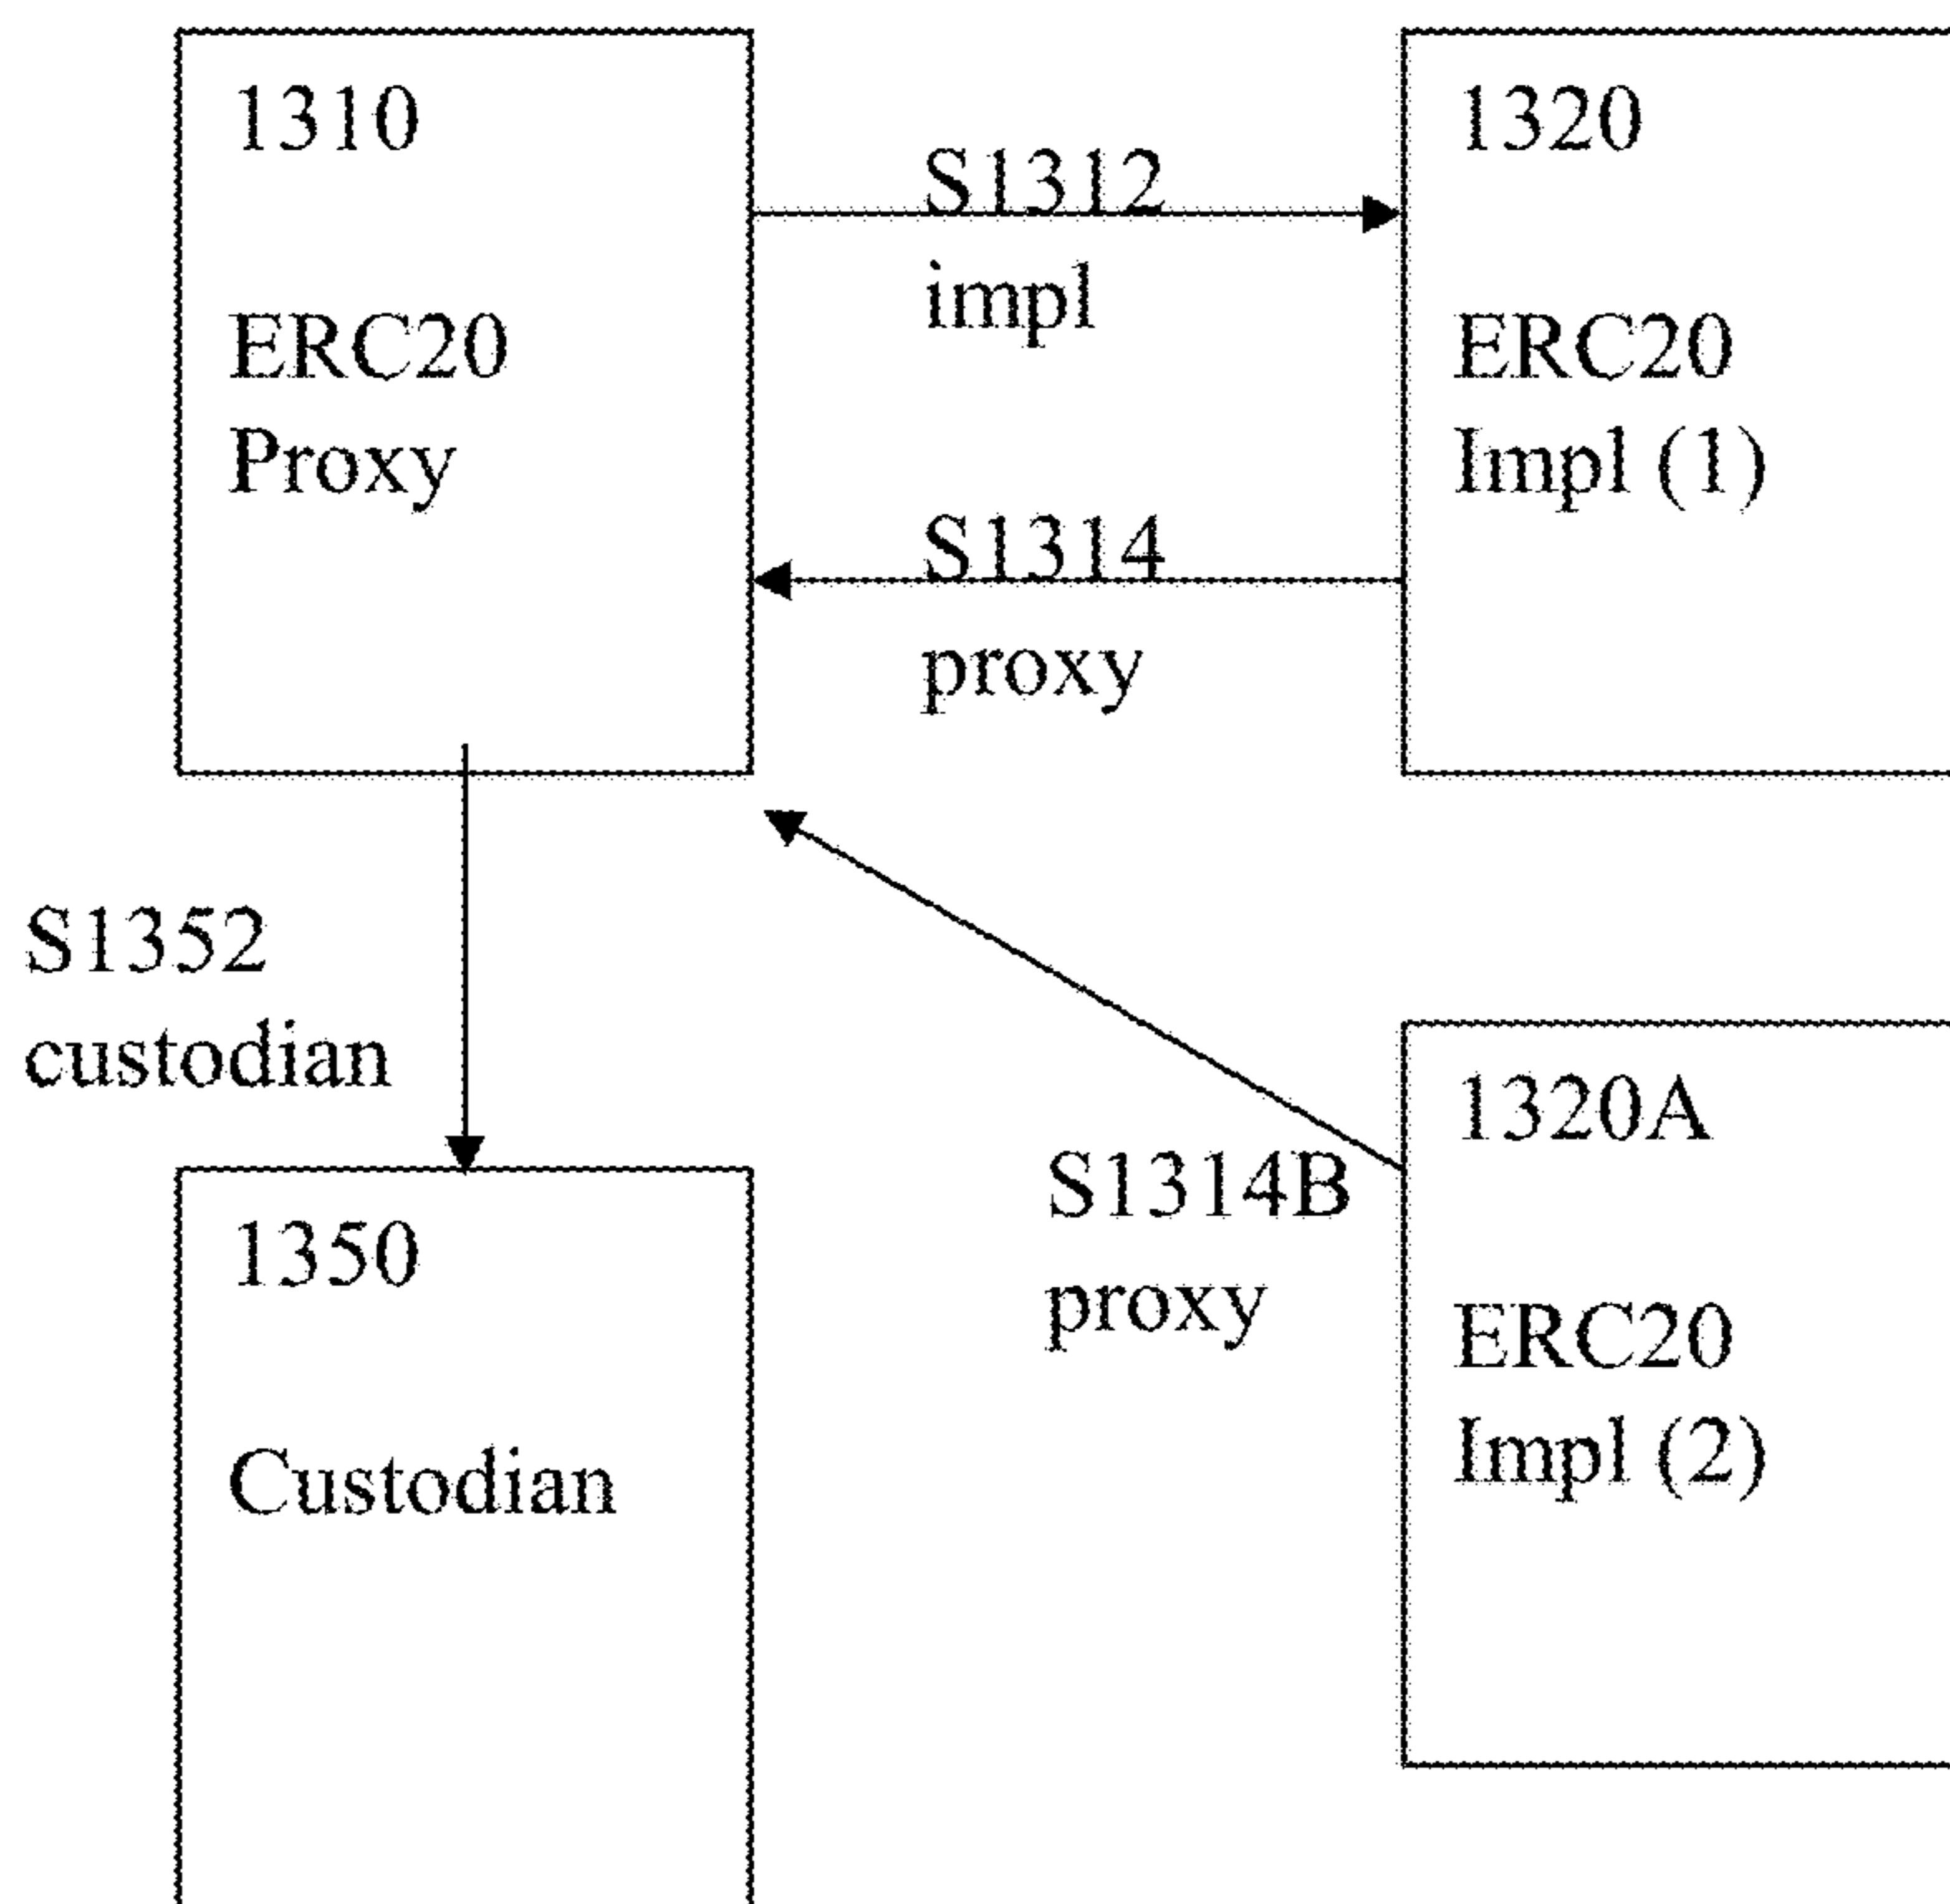 1310
ERC20
Proxy
S1312
impl
S1314
proxy
1320
ERC20
Impl (1)
S1352
custodian
1350
Custodian
S1314B
proxy
1320A
ERC20
Impl (2)